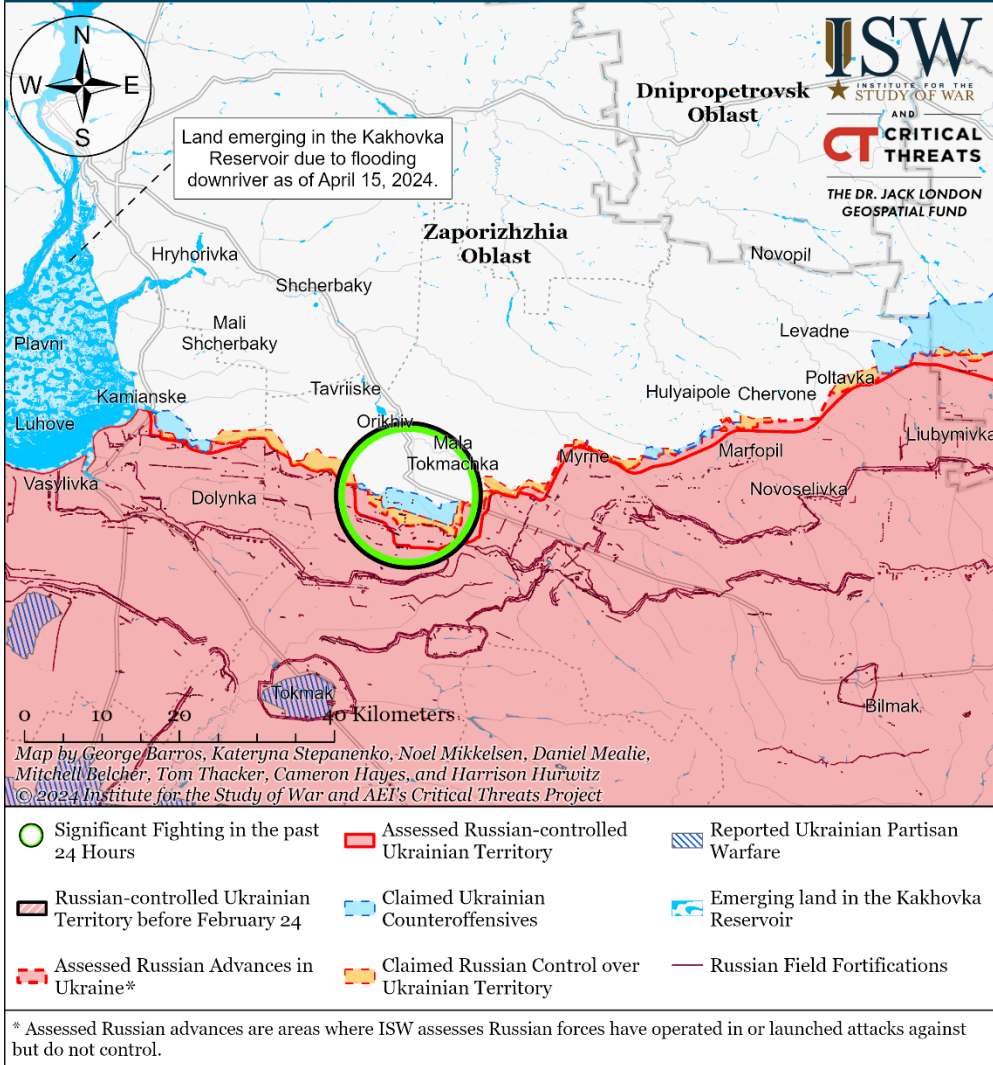 N
W E
S
ISW
INSTITUTE FOR THE
STUDY OF WAR
AND
CT CRITICAL
THREATS
THE DR. JACK LONDON
GEOSPATIAL FUND
Dnipropetrovsk
Oblast
Land emerging in the Kakhovka
Reservoir due to flooding
downriver as of April 15, 2024.
Zaporizhzhia
Oblast
Hryhorivka
Novopil
Shcherbaky
Mali
Shcherbaky
Levadne
Plavni
Tavriiske
Poltavka
Kamianske
Hulyaipole
Chervone
Orikhiv
Luhove
Mala
Tokmachka
Liubymivka
Myrne
Marfopil
Vasylivka
Dolynka
Novoselivka
Tokmak
Bilmak
0 10 20 40 Kilometers
Map by George Barros, Kateryna Stepanenko, Noel Mikkelsen, Daniel Mealie,
Mitchell Belcher, Tom Thacker, Cameron Hayes, and Harrison Hurwitz
© 2024 Institute for the Study of War and AEI's Critical Threats Project
Significant Fighting in the past
24 Hours
Russian-controlled Ukrainian
Territory before February 24
Assessed Russian Advances in
Ukraine*
Assessed Russian-controlled
Ukrainian Territory
Claimed Ukrainian
Counteroffensives
Claimed Russian Control over
Ukrainian Territory
Reported Ukrainian Partisan
Warfare
Emerging land in the Kakhovka
Reservoir
Russian Field Fortifications
* Assessed Russian advances are areas where ISW assesses Russian forces have operated in or launched attacks against
but do not control.